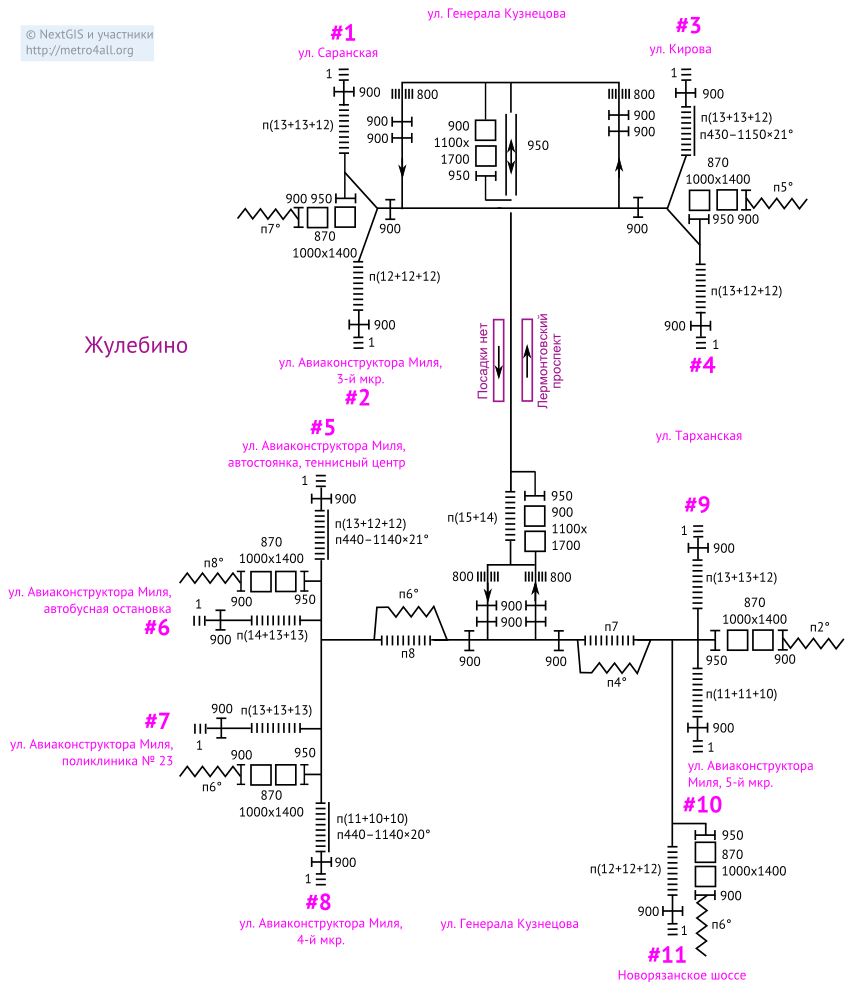 © NextGIS и участники
http://metro4all.org
ул. Генерала Кузнецова
#1
ул. Саранская
#3
ул. Кирова
1
900
п(13+13+12)
800
900
900
900
1100x
1700
950
950
800
900
900
1
900
п(13+13+12)
п430–1150×21°
870
1000x1400
п5°
950 900
900 950
п7°
870
1000x1400
900
900
п(12+12+12)
900
1
ул. Авиаконструктора Миля,
3-й мкр.
#2
п(13+12+12)
900
1
#4
Жулебино
Посадки нет
Лермонтовский
проспект
ул. Тарханская
#5
ул. Авиаконструктора Миля,
автостоянка, теннисный центр
1
900
п(13+12+12)
п440–1140×21°
п8°
870
1000x1400
900
950
ул. Авиаконструктора Миля,
автобусная остановка
#6
1
900
п(14+13+13)
п(15+14)
950
900
1100x
1700
800
800
900
900
п6°
п8
900
900
п7
п4°
#9
1
900
п(13+13+12)
870
1000x1400
п2°
950
900
п(11+11+10)
900
1
ул. Авиаконструктора
Миля, 5-й мкр.
#10
#7
ул. Авиаконструктора Миля,
поликлиника № 23
900
п(13+13+13)
1
900
950
п6°
870
1000x1400
п(11+10+10)
п440–1140×20°
900
1
#8
ул. Авиаконструктора Миля,
4-й мкр.
ул. Генерала Кузнецова
950
870
1000x1400
900
п(12+12+12)
900
п6°
1
#11
Новорязанское шоссе